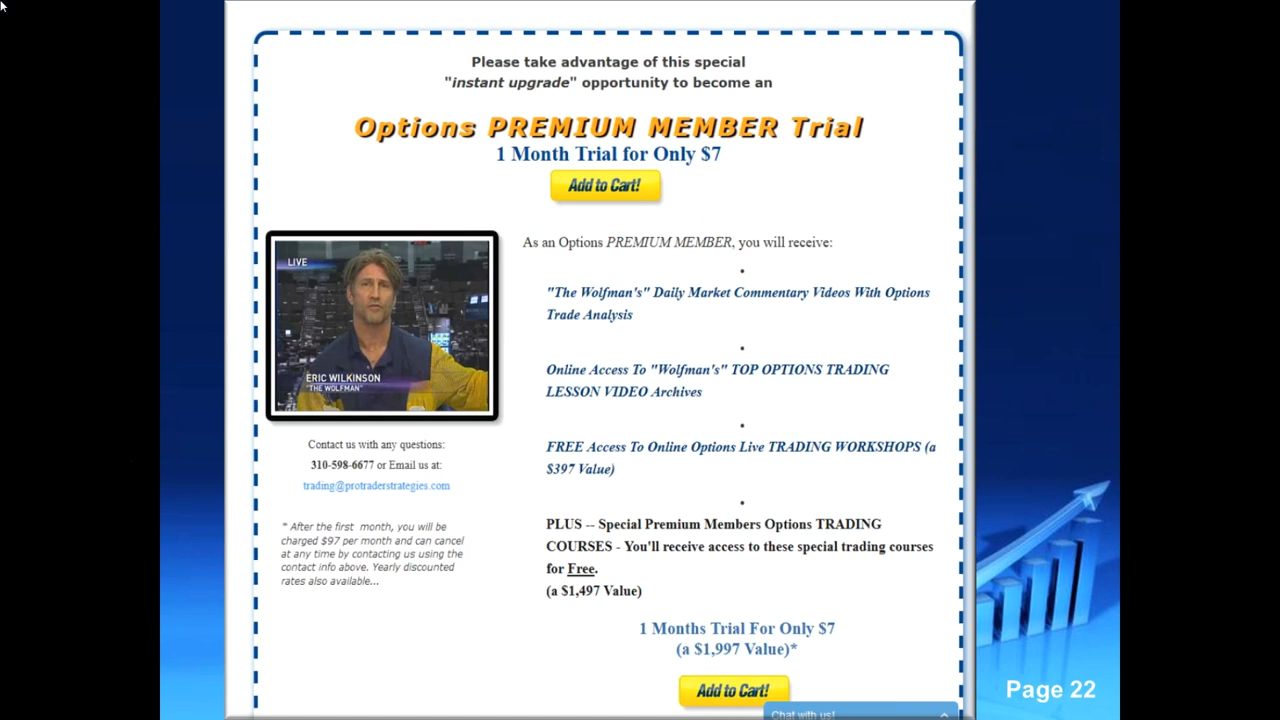 Please take advantage of this special
"instant upgrade" opportunity to become an
Options PREMIUM MEMBER Trial
1 Month Trial for Only $7
Add to Cart!
LIVE
ERIC WILKINSON
"THE WOLFMAN"
Contact us with any questions:
310-598-6677 or Email us at:
trading@protraderstrategies.com
* After the first month, you will be
charged $97 per month and can cancel
at any time by contacting us using the
contact info above. Yearly discounted
rates also available...
As an Options PREMIUM MEMBER, you will receive:
•
"The Wolfman's" Daily Market Commentary Videos With Options
Trade Analysis
•
Online Access To "Wolfman's" TOP OPTIONS TRADING
LESSON VIDEO Archives
•
FREE Access To Online Options Live TRADING WORKSHOPS (a
$397 Value)
•
PLUS -- Special Premium Members Options TRADING
COURSES - You'll receive access to these special trading courses
for Free.
(a $1,497 Value)
1 Months Trial For Only $7
(a $1,997 Value)*
Add to Cart!
Chat with us!
Page 22